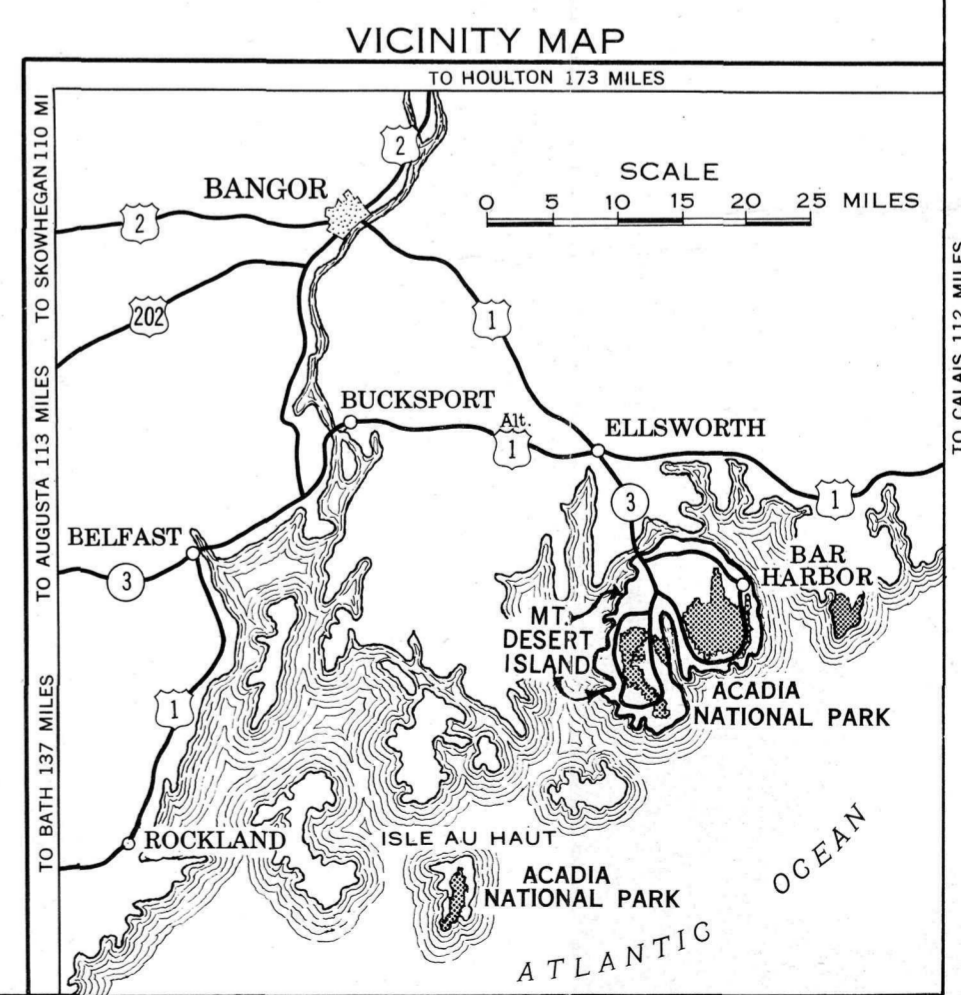 VICINITY MAP
TO HOULTON 173 MILES
TO SKOWHEGAN 110 MI
2
BANGOR
SCALE
0 5 10 15 20 25 MILES
2
202
1
TO CALAIS 112 MILES
TO AUGUSTA 113 MILES
BUCKSPORT
Alt.
1
ELLSWORTH
3
1
BELFAST
3
BAR
HARBOR
MT.
DESERT
ISLAND
ACADIA
NATIONAL PARK
TO BATH 137 MILES
1
ROCKLAND
ISLE AU HAUT
ACADIA
NATIONAL PARK
ATLANTIC OCEAN